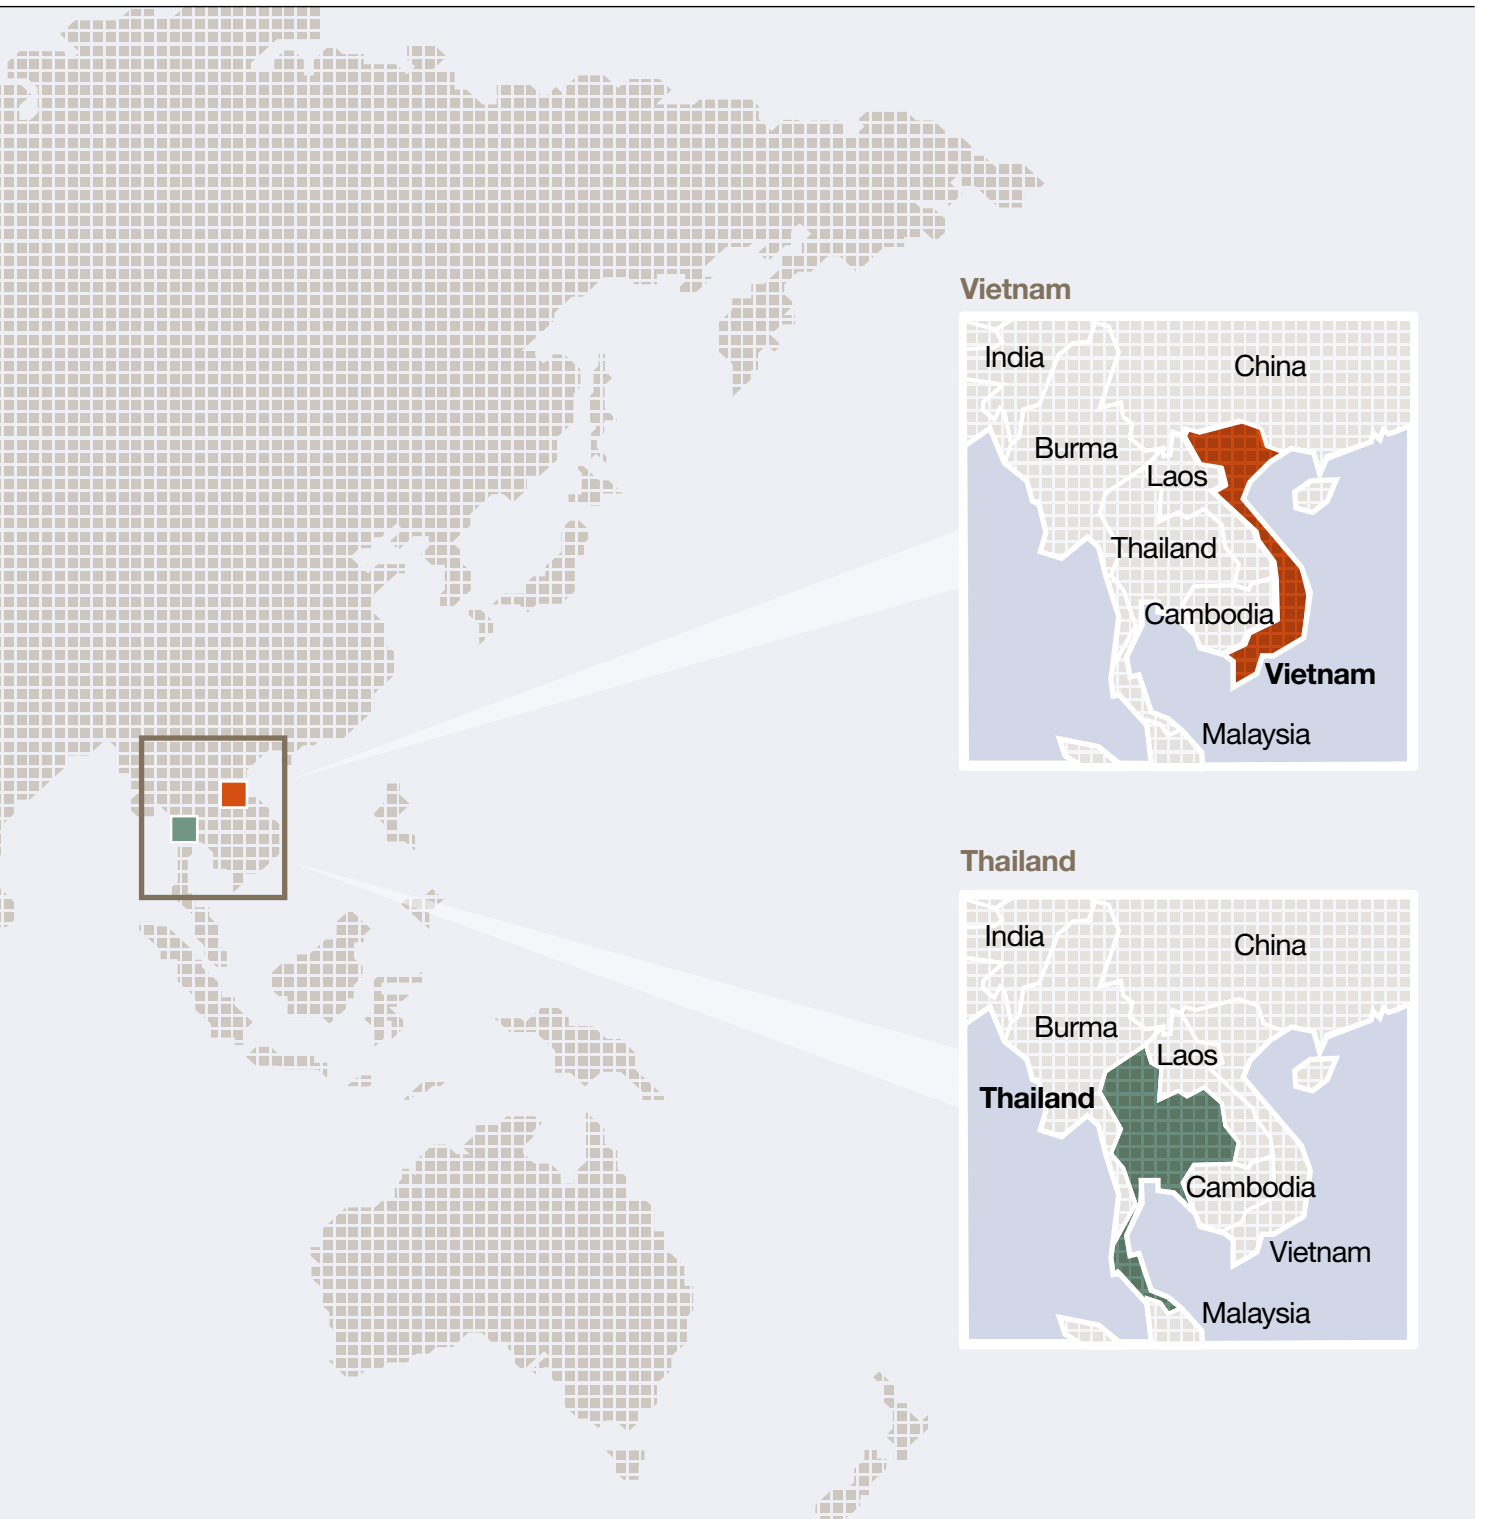 Vietnam
India
China
Burma
Laos
Thailand
Cambodia
Vietnam
Malaysia
Thailand
India
China
Burma
Laos
Thailand
Cambodia
Vietnam
Malaysia